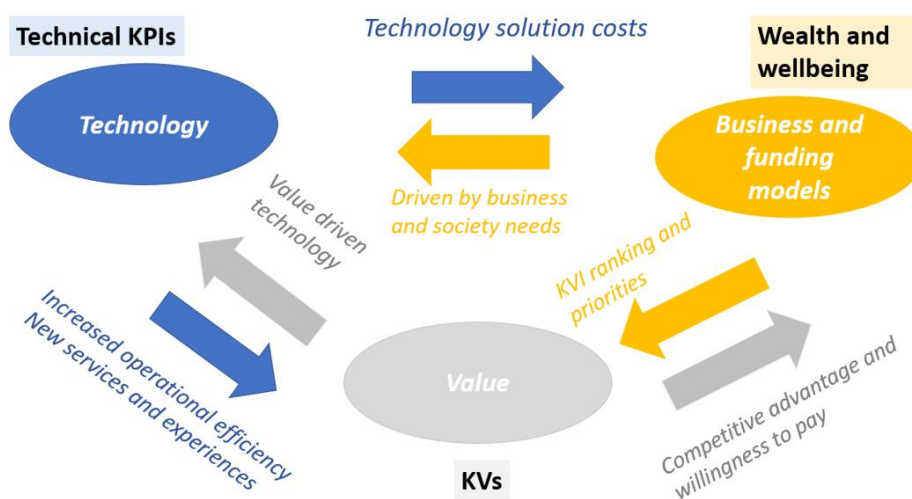 Technical KPIs
Technology solution costs
Wealth and
wellbeing
Technology
Business and
funding
models
Driven by business
and society needs
Value driven
technology
KVI ranking and
priorities
Increased operational efficiency
New services and experiences
Value
Competitive advantage and
willingness to pay
KVs